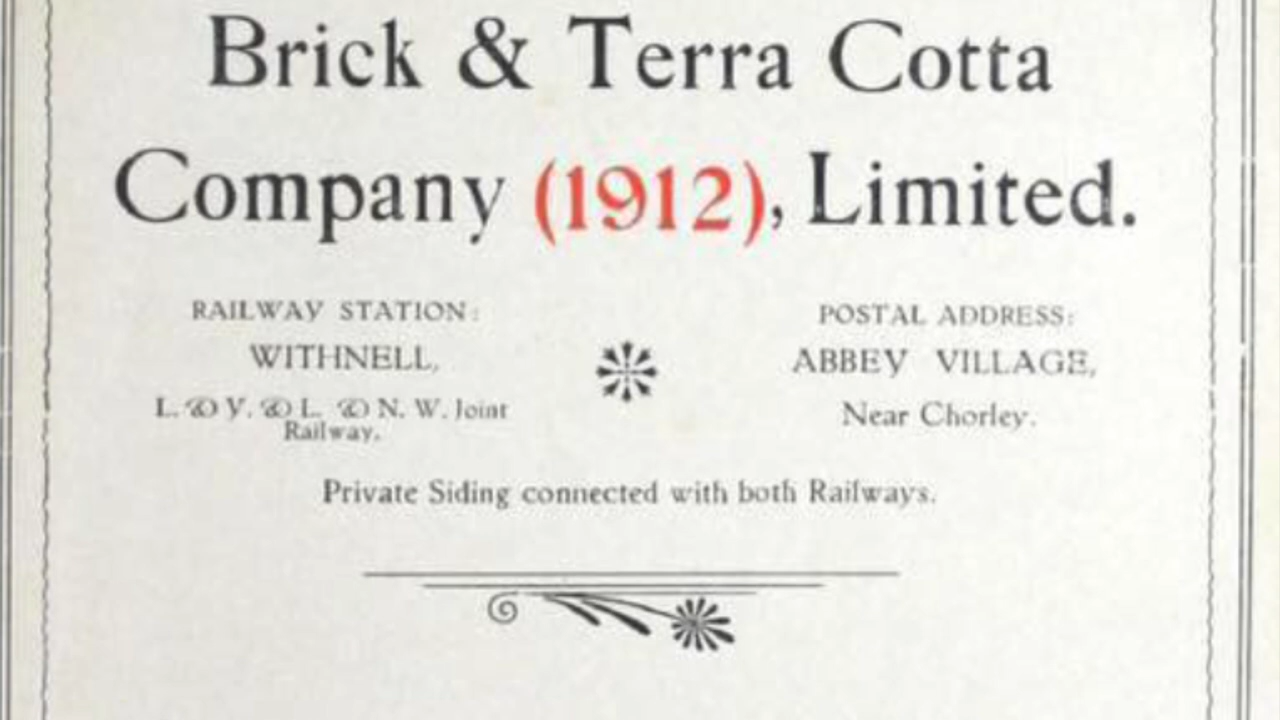 Brick & Terra Cotta
Company (1912), Limited.
RAILWAY STATION:
WITHNELL,
L. & Y. & L. & N. W. Joint
Railway.
POSTAL ADDRESS:
ABBEY VILLAGE,
Near Chorley.
Private Siding connected with both Railways.